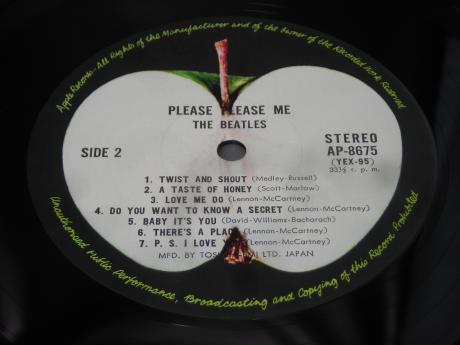 Apple Records-All Rights of the Manufacturer and of the Owner of the Recorded Work Reserved
PLEASE PLEASE ME
THE BEATLES
SIDE 2
STEREO
AP-8675
(YEX-95)
33⅓ r. p. m.
1. TWIST AND SHOUT (Medley-Russell)
2. A TASTE OF HONEY (Scott-Marlow)
3. LOVE ME DO (Lennon-McCartney)
4. DO YOU WANT TO KNOW A SECRET (Lennon-McCartney)
5. BABY IT'S YOU (David-Williams-Bacharach)
6. THERE'S A PLACE (Lennon-McCartney)
7. P. S. I LOVE YOU (Lennon-McCartney)
MFD. BY TOSHIBA EMI LTD. JAPAN
Unauthorised Public Performance, Broadcasting and Copying of this Record Prohibited